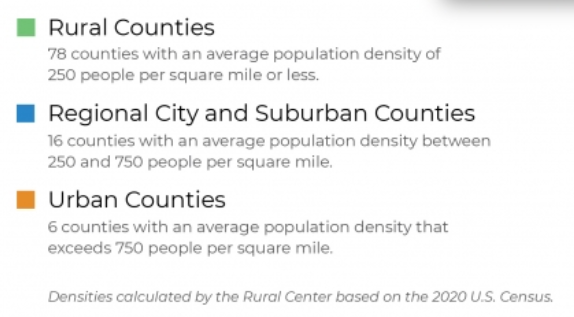 Rural Counties
78 counties with an average population density of
250 people per square mile or less.
Regional City and Suburban Counties
16 counties with an average population density between
250 and 750 people per square mile.
Urban Counties
6 counties with an average population density that
exceeds 750 people per square mile.
Densities calculated by the Rural Center based on the 2020 U.S. Census.